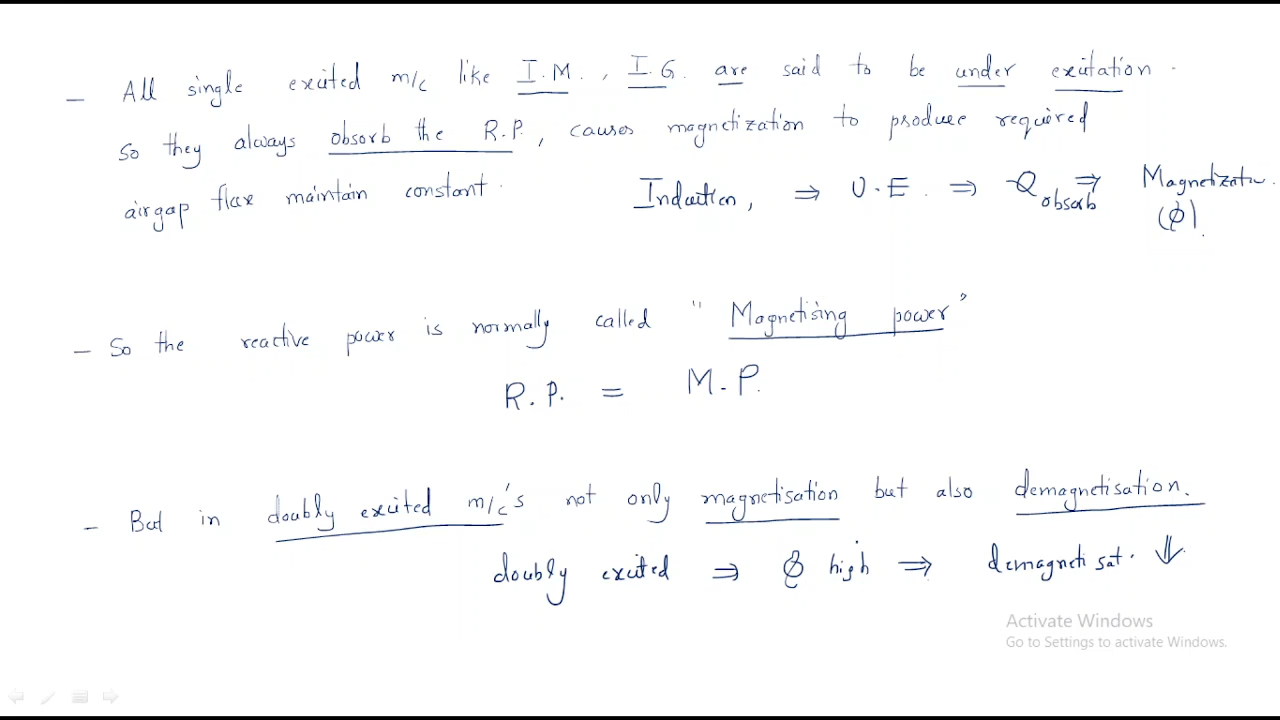 - All single excited m/c like I.M., I.G. are said to be under exitation.
So they always absorb the R.P., causes magnetization to produce required
airgap flux maintain constant.
Induction, ⇒ U.E. ⇒ Q absorb ⇒ Magnetizatn.
(φ).
- So the reactive power is normally called "Magnetising power"
R.P. = M.P.
- But in doubly excited m/c's not only magnetisation but also demagnetisation.
doubly excited ⇒ φ high ⇒ demagnetisat. ⇓
Activate Windows
Go to Settings to activate Windows.